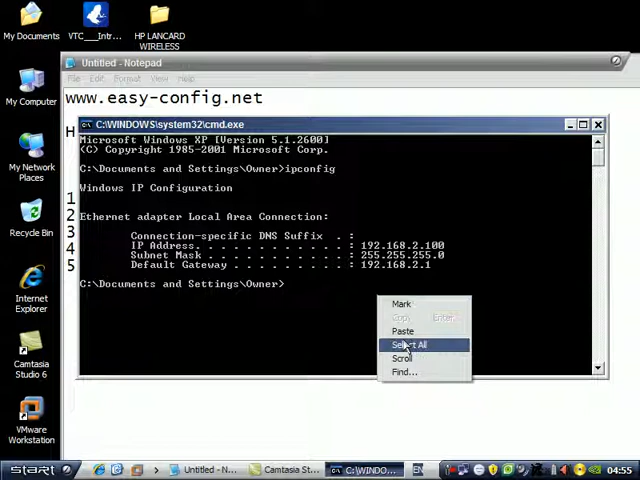 My Documents
VTC___Intr...
HP LANCARD
WIRELESS
Untitled - Notepad
File Edit Format View Help
www.easy-config.net
My Computer
H
C:\WINDOWS\system32\cmd.exe
Microsoft Windows XP [Version 5.1.2600]
(C) Copyright 1985-2001 Microsoft Corp.
C:\Documents and Settings\Owner>ipconfig
Windows IP Configuration
Ethernet adapter Local Area Connection:
Connection-specific DNS Suffix . :
IP Address. . . . . . . . . . . . : 192.168.2.100
Subnet Mask . . . . . . . . . . . : 255.255.255.0
Default Gateway . . . . . . . . . : 192.168.2.1
C:\Documents and Settings\Owner>
1
2
3
4
5
My Network
Places
Recycle Bin
Internet
Explorer
Camtasia
Studio 6
VMware
Workstation
Mark
Copy Enter
Paste
Select All
Scroll
Find...
start
Untitled - N...
Camtasia St...
C:\WINDO...
EN
04:55